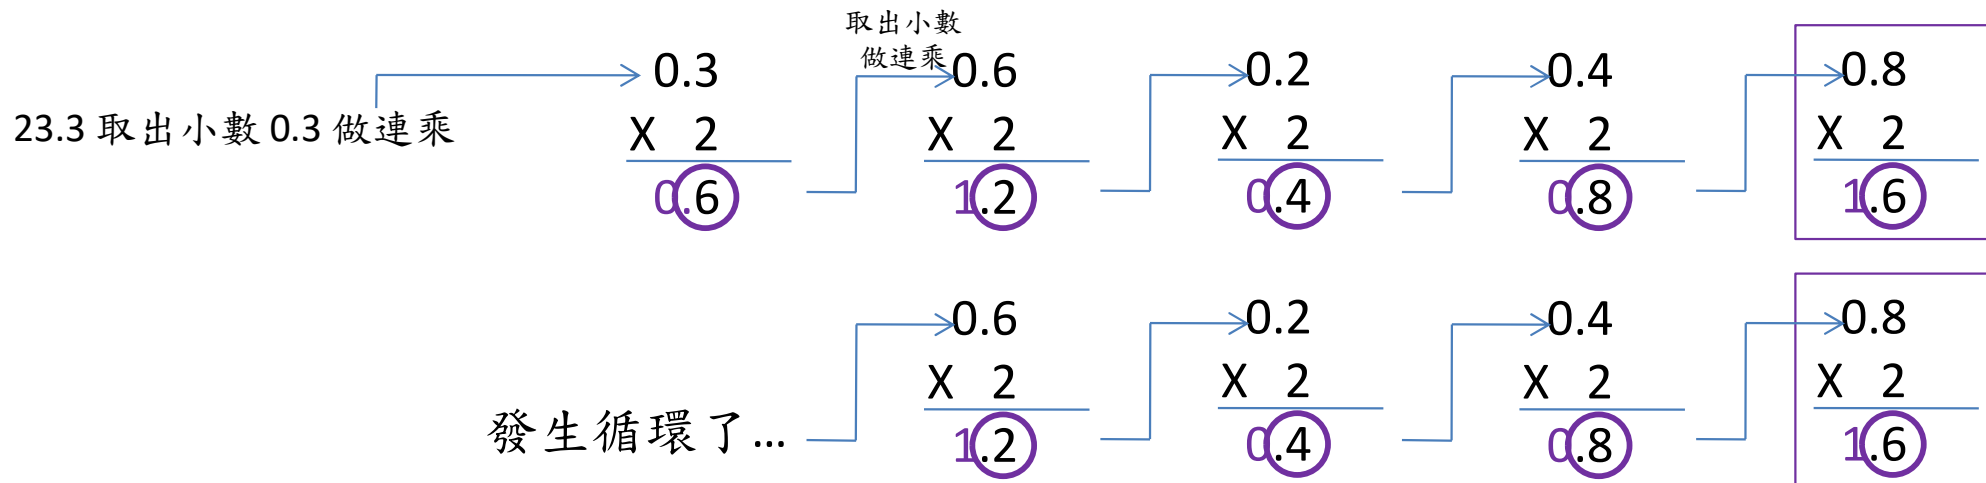 取出小數
做連乘
0.3 0.6 0.2 0.4 0.8
23.3 取出小數 0.3 做連乘
X 2 X 2 X 2 X 2 X 2
0.6 1.2 0.4 0.8 1.6
0.6 0.2 0.4 0.8
X 2 X 2 X 2 X 2
發生循環了...
1.2 0.4 0.8 1.6